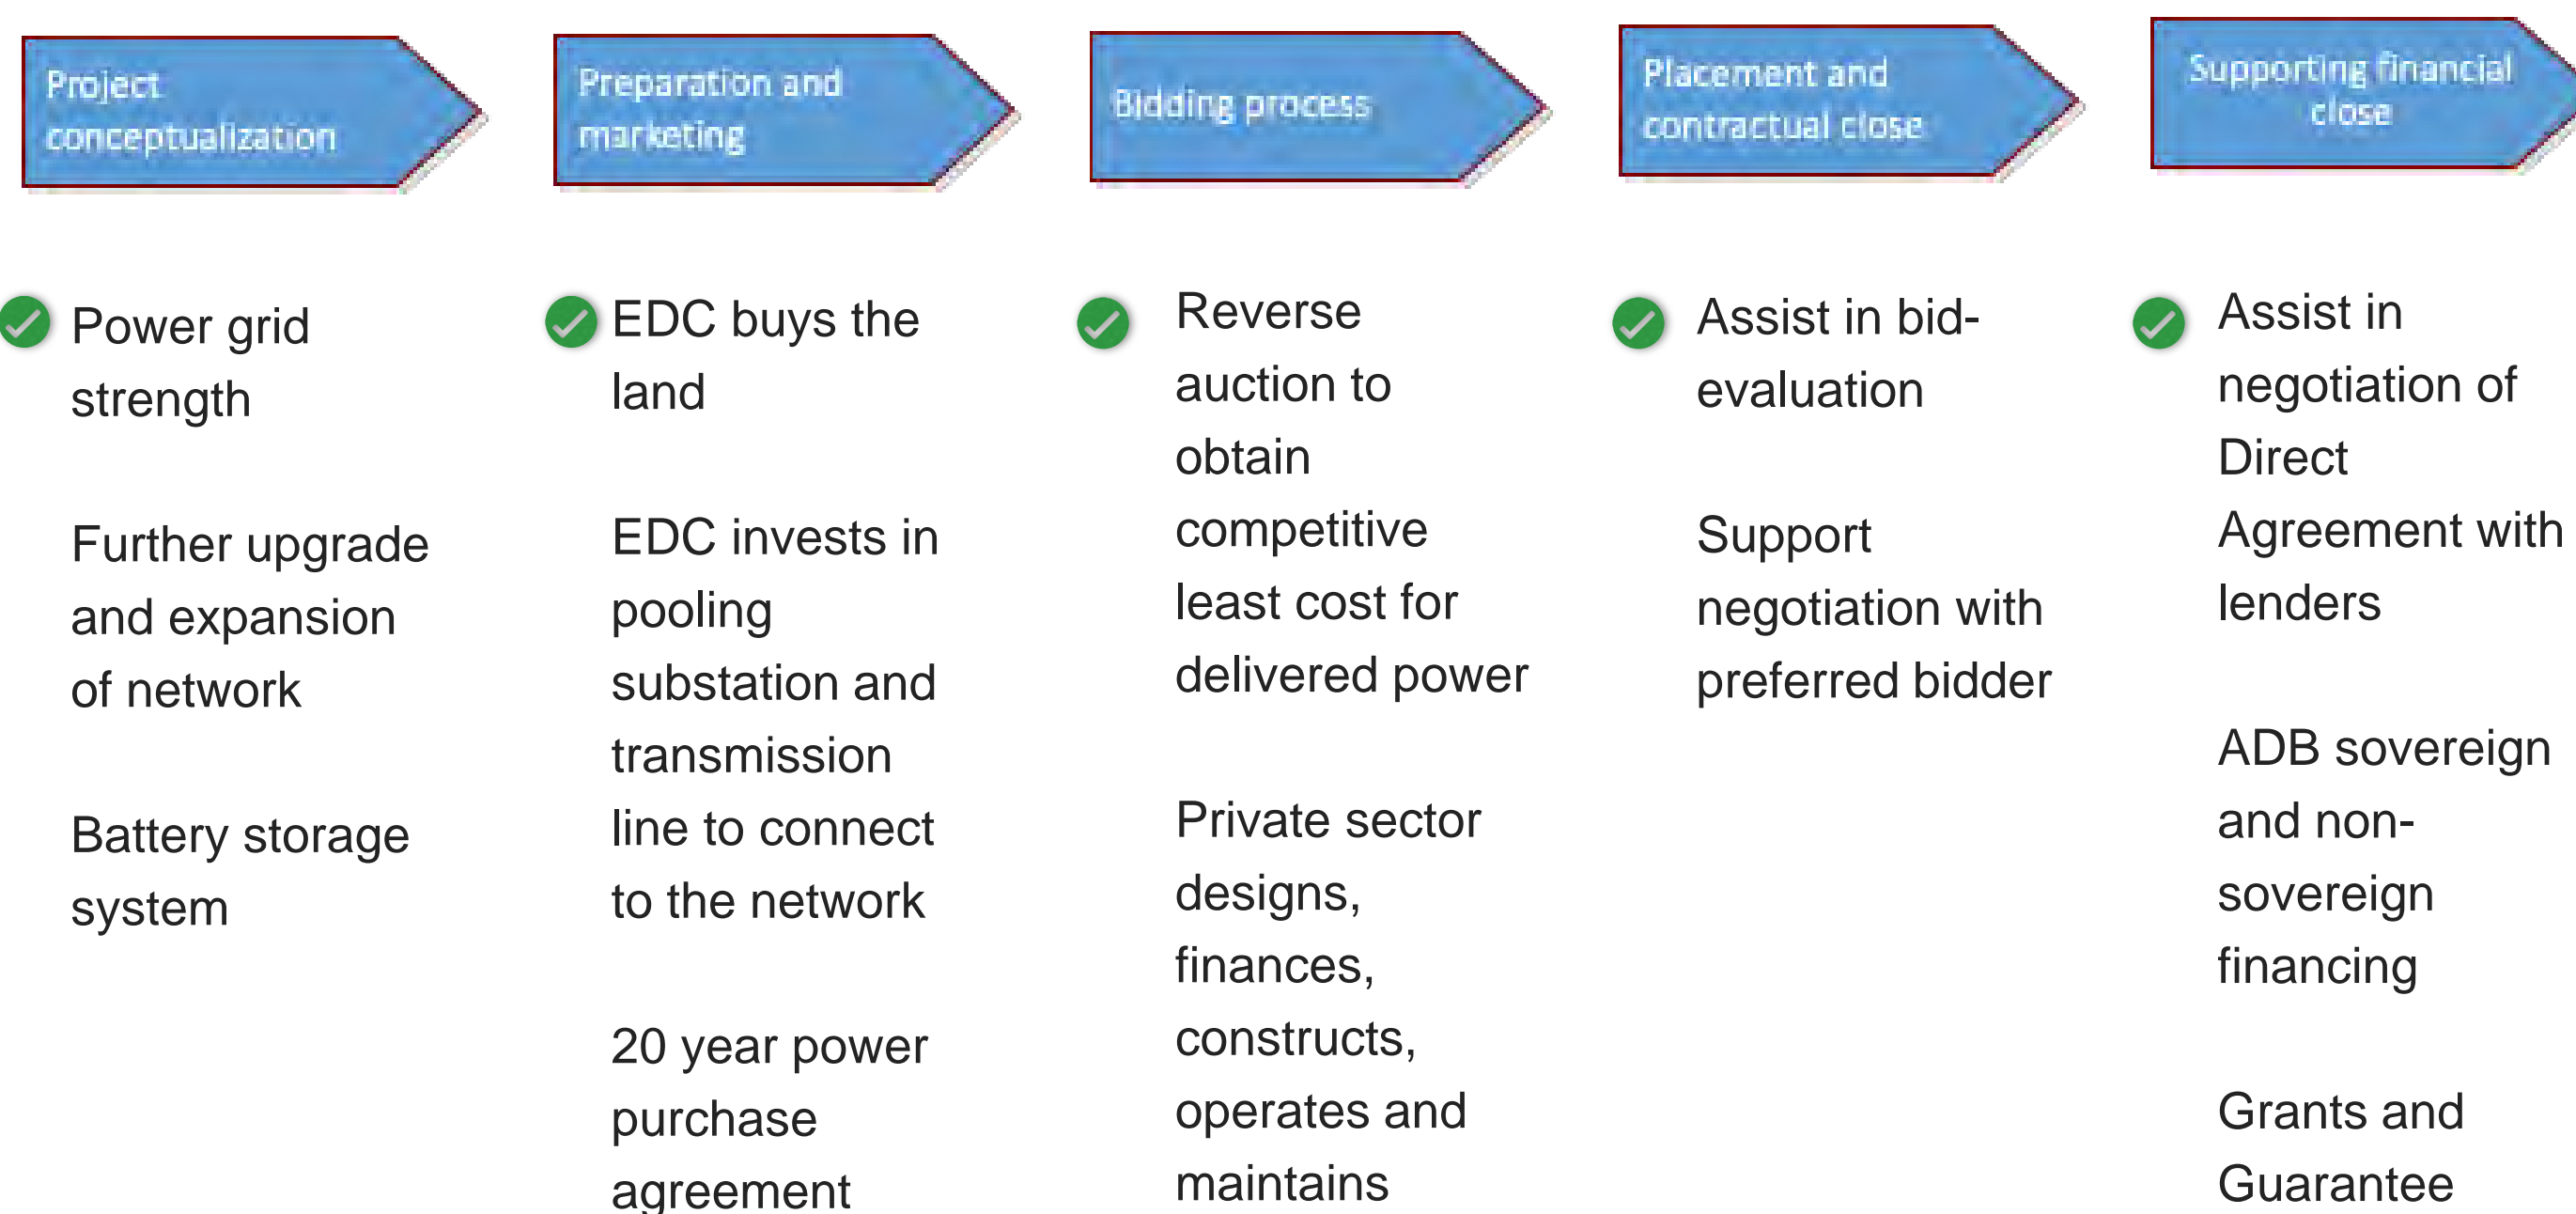 Project
conceptualization
Preparation and
marketing
Bidding process
Placement and
contractual close
Supporting financial
close
Power grid
strength
Further upgrade
and expansion
of network
Battery storage
system
EDC buys the
land
EDC invests in
pooling
substation and
transmission
line to connect
to the network
20 year power
purchase
agreement
Reverse
auction to
obtain
competitive
least cost for
delivered power
Private sector
designs,
finances,
constructs,
operates and
maintains
Assist in bid-
evaluation
Support
negotiation with
preferred bidder
Assist in
negotiation of
Direct
Agreement with
lenders
ADB sovereign
and non-
sovereign
financing
Grants and
Guarantee